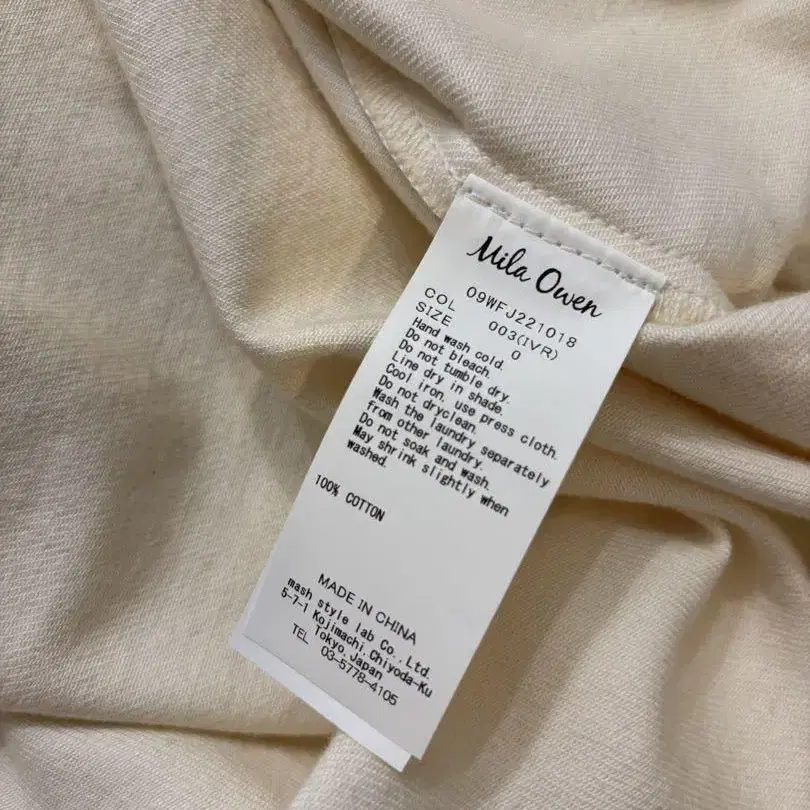 Mila Owen
09WFJ221018
COL 003(IVR)
SIZE 0
Hand wash cold.
Do not bleach.
Do not tumble dry.
Line dry in shade.
Cool iron, use press cloth.
Do not dryclean.
Wash the laundry separately
from other laundry.
Do not soak and wash.
May shrink slightly when
washed.
100% COTTON
MADE IN CHINA
mash style lab Co.,Ltd.
5-7-1 Kojimachi,Chiyoda-Ku
Tokyo,Japan
TEL 03-5778-4105